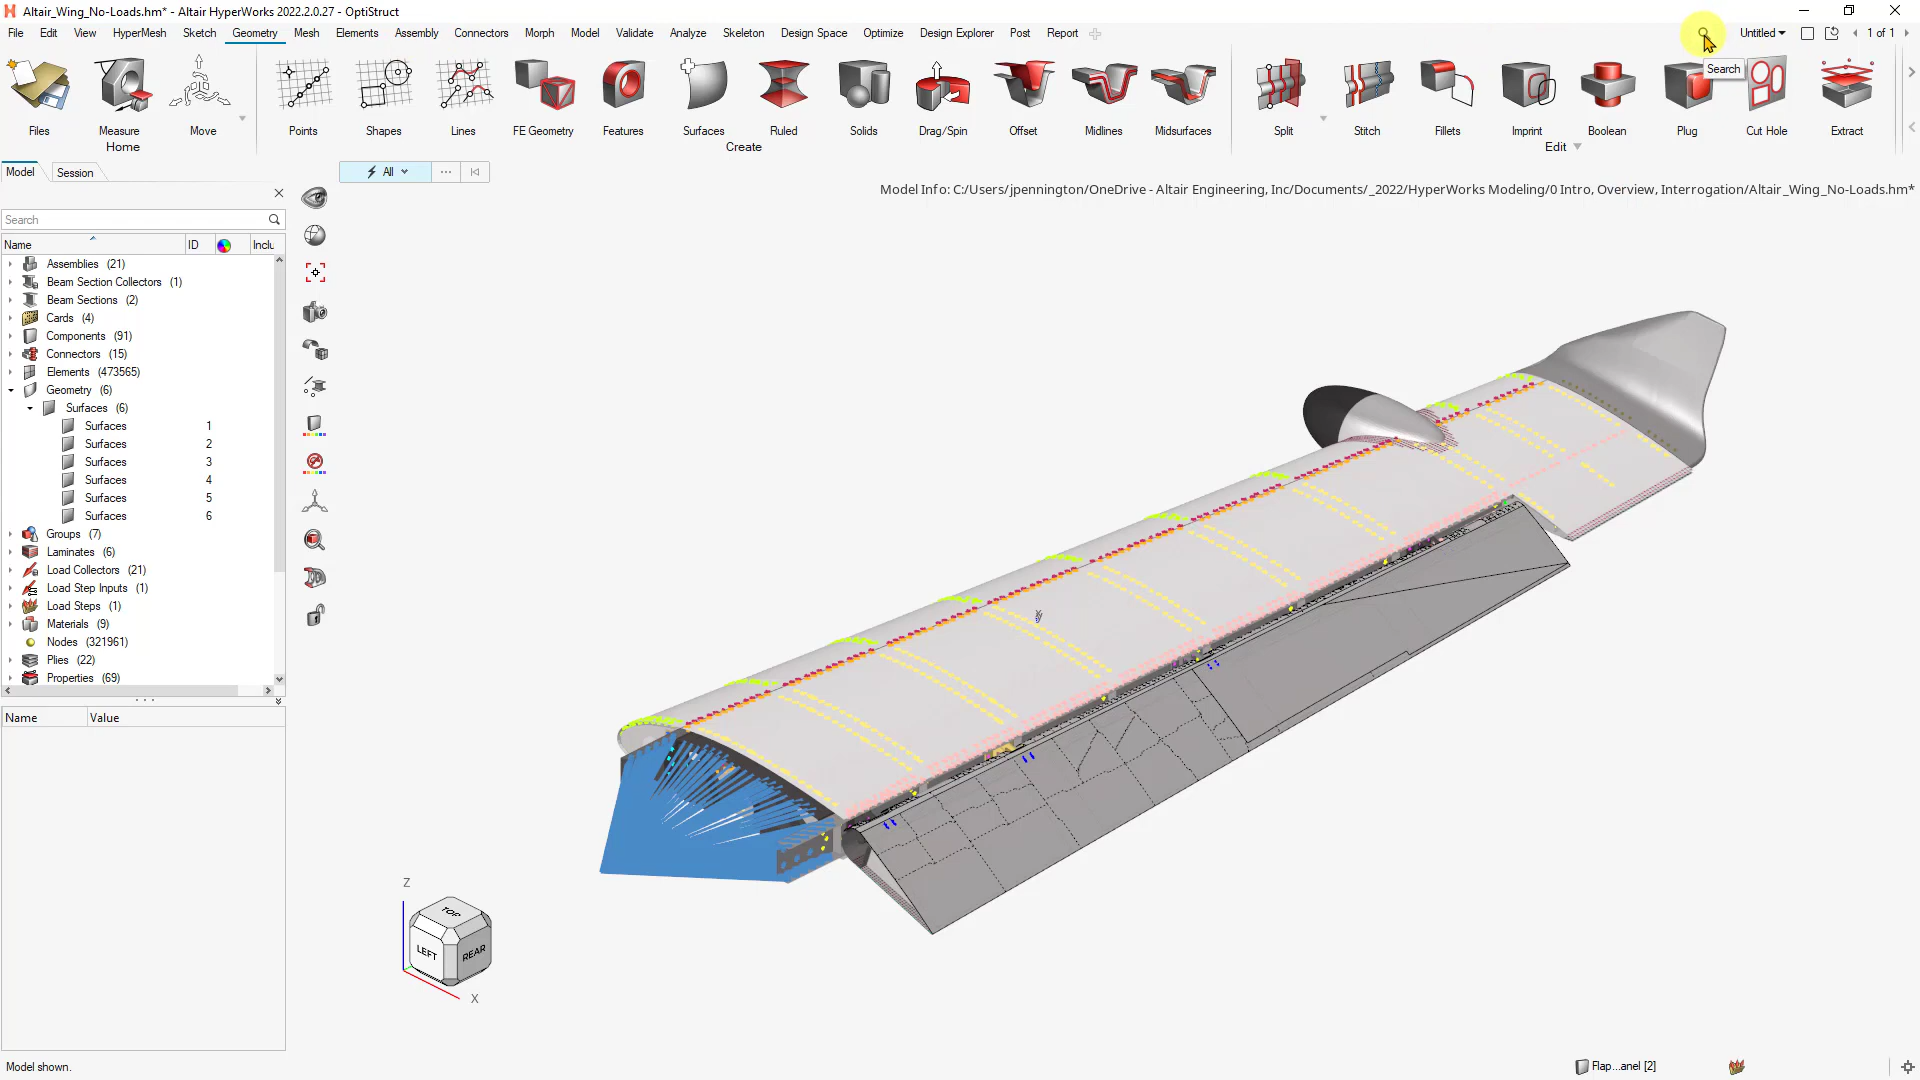 Altair_Wing_No-Loads.hm* - Altair HyperWorks 2022.2.0.27 - OptiStruct
File Edit View HyperMesh Sketch Geometry Mesh Elements Assembly Connectors Morph Model Validate Analyze Skeleton Design Space Optimize Design Explorer Post Report Untitled 1 of 1
Search
Files Measure Move Points Shapes Lines FE Geometry Features Surfaces Ruled Solids Drag/Spin Offset Midlines Midsurfaces Split Stitch Fillets Imprint Boolean Plug Cut Hole Extract
Home Create Edit
Model Session
All ...
Model Info: C:/Users/jpennington/OneDrive - Altair Engineering, Inc/Documents/_2022/HyperWorks Modeling/0 Intro, Overview, Interrogation/Altair_Wing_No-Loads.hm*
Search
Name ID Inclu
Assemblies (21)
Beam Section Collectors (1)
Beam Sections (2)
Cards (4)
Components (91)
Connectors (15)
Elements (473565)
Geometry (6)
Surfaces (6)
Surfaces 1
Surfaces 2
Surfaces 3
Surfaces 4
Surfaces 5
Surfaces 6
Groups (7)
Laminates (6)
Load Collectors (21)
Load Step Inputs (1)
Load Steps (1)
Materials (9)
Nodes (321961)
Plies (22)
Properties (69)
Name Value
Z
TOP
LEFT REAR
X
Model shown.
Flap...anel [2]